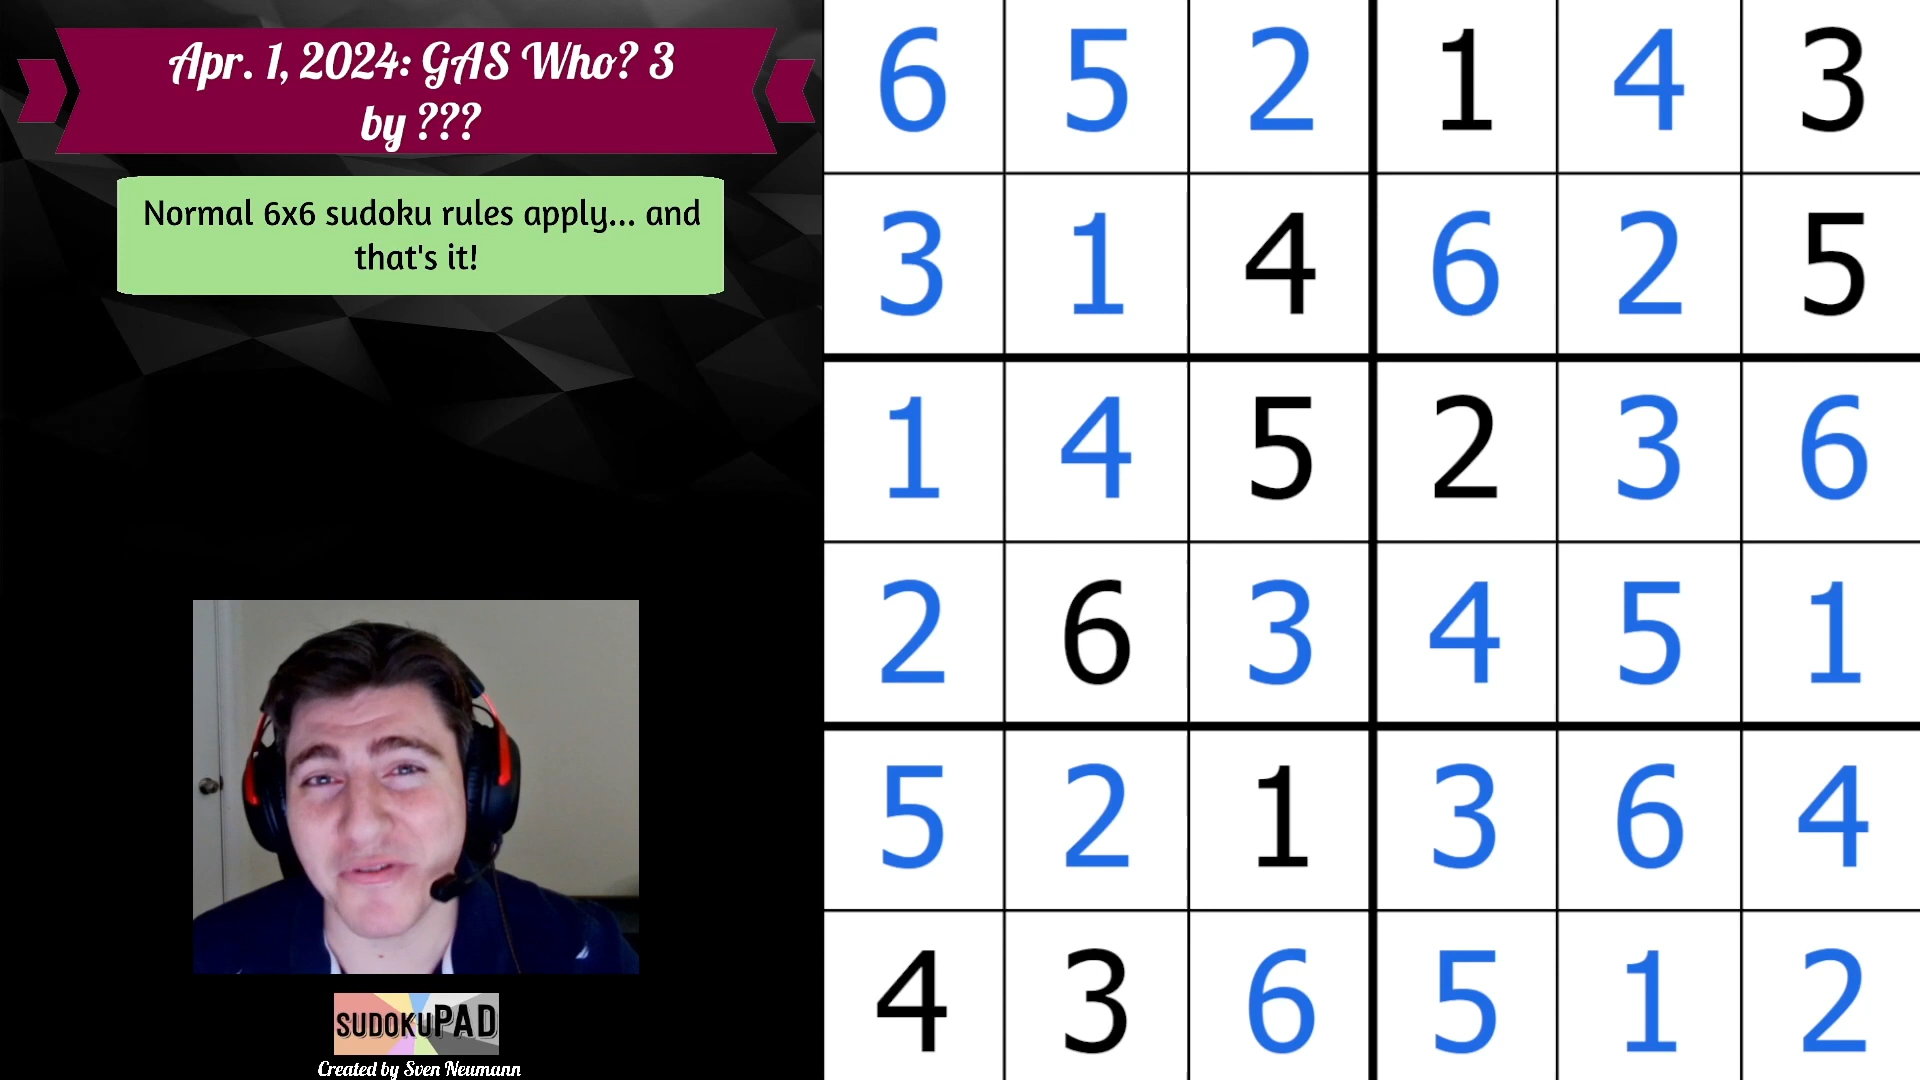 Apr. 1, 2024: GAS Who? 3
by ???
Normal 6x6 sudoku rules apply... and
that's it!
SUDOKUPAD
Created by Sven Neumann
6 5 2 1 4 3
3 1 4 6 2 5
1 4 5 2 3 6
2 6 3 4 5 1
5 2 1 3 6 4
4 3 6 5 1 2